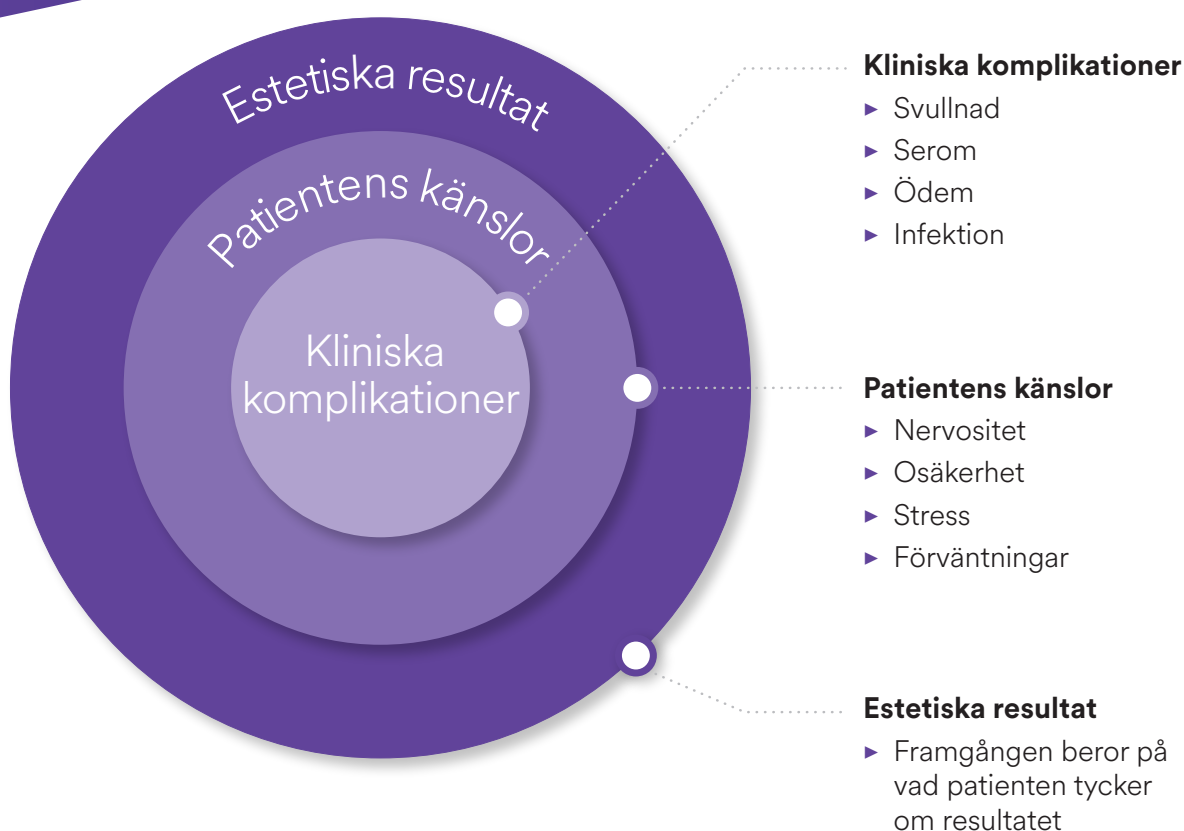 Estetiska resultat
Patientens känslor
Kliniska
komplikationer
Kliniska komplikationer
► Svullnad
► Serom
► Ödem
► Infektion
Patientens känslor
► Nervositet
► Osäkerhet
► Stress
► Förväntningar
Estetiska resultat
► Framgången beror på
vad patienten tycker
om resultatet